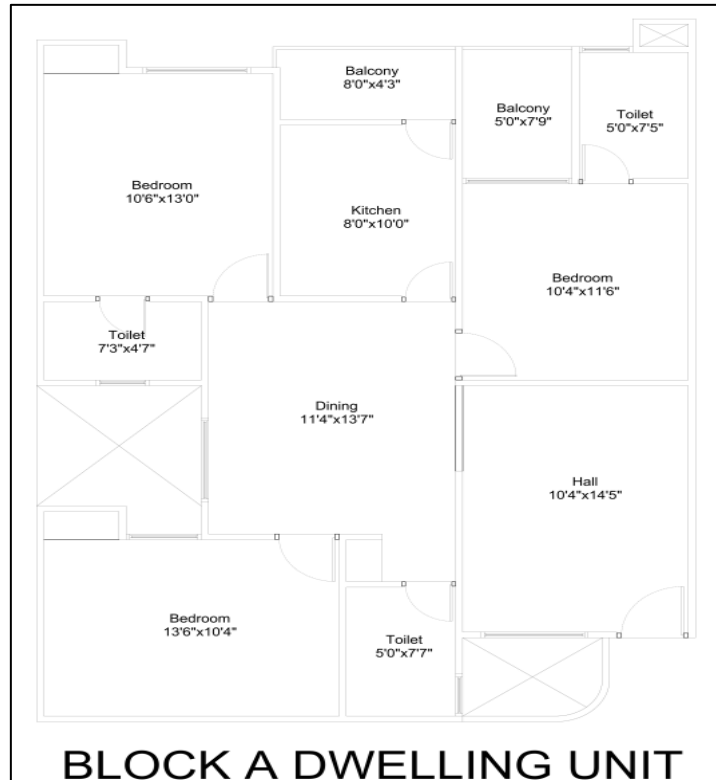 Balcony
8'0"x4'3"
Balcony
5'0"x7'9"
Toilet
5'0"x7'5"
Bedroom
10'6"x13'0"
Kitchen
8'0"x10'0"
Bedroom
10'4"x11'6"
Toilet
7'3"x4'7"
Dining
11'4"x13'7"
Hall
10'4"x14'5"
Bedroom
13'6"x10'4"
Toilet
5'0"x7'7"
BLOCK A DWELLING UNIT